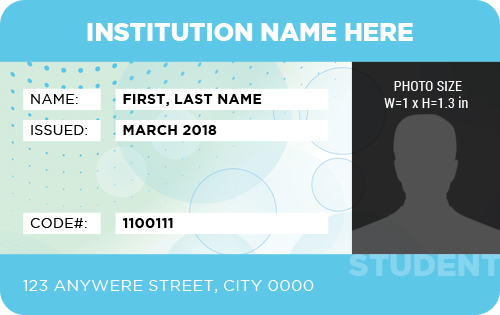 INSTITUTION NAME HERE
PHOTO SIZE
W=1 x H=1.3 in
NAME: FIRST, LAST NAME
ISSUED: MARCH 2018
CODE#: 1100111
STUDENT
123 ANYWERE STREET, CITY 0000